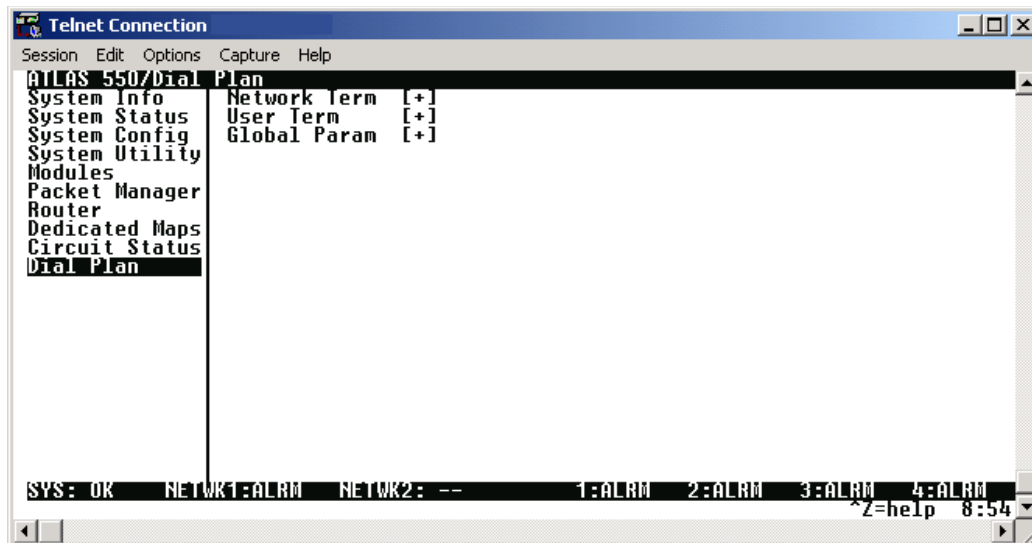 Telnet Connection
Session Edit Options Capture Help
ATLAS 550/Dial Plan
System Info Network Term [+]
System Status User Term [+]
System Config Global Param [+]
System Utility
Modules
Packet Manager
Router
Dedicated Maps
Circuit Status
Dial Plan
SYS: OK NETWK1:ALRM NETWK2: -- 1:ALRM 2:ALRM 3:ALRM 4:ALRM
^Z=help 8:54